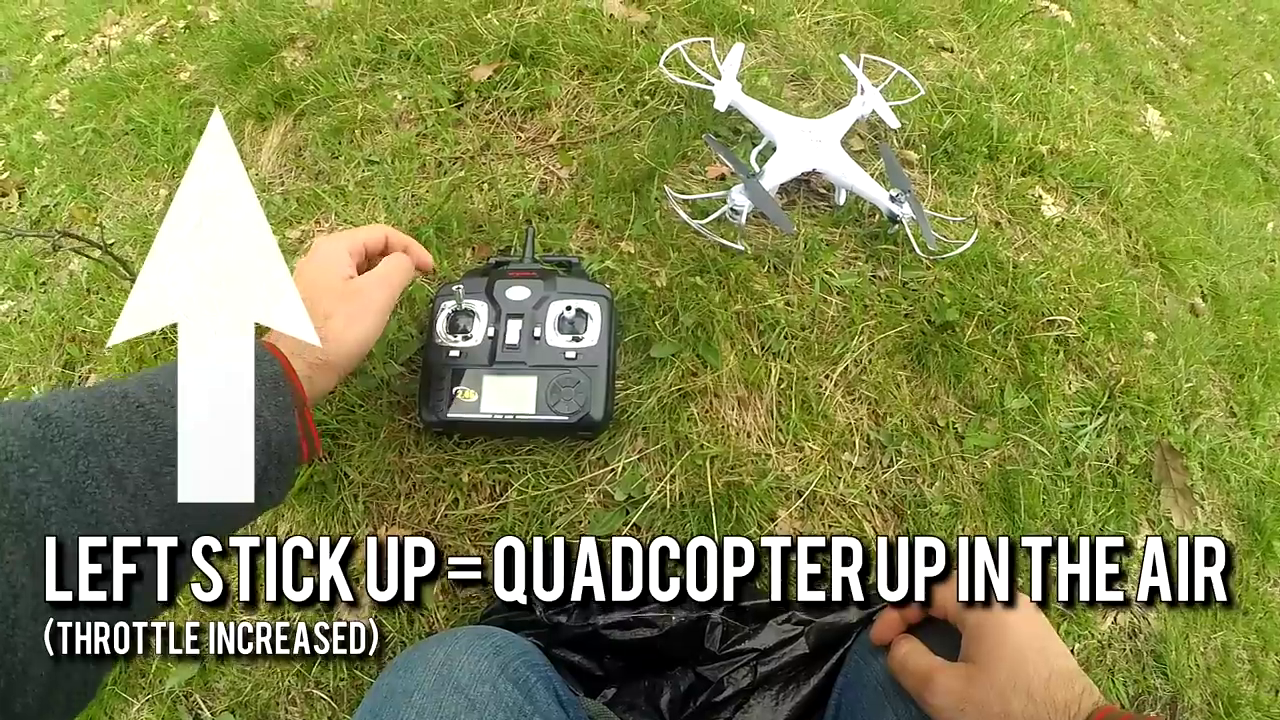 LEFT STICK UP = QUADCOPTER UP IN THE AIR
(THROTTLE INCREASED)